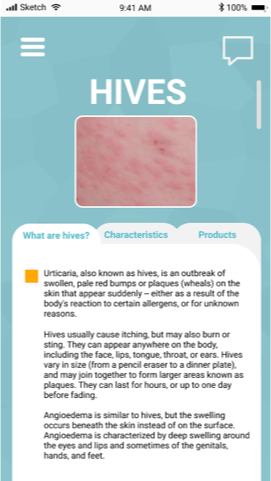 Sketch 9:41 AM 100%
HIVES
What are hives? Characteristics Products
Urticaria, also known as hives, is an outbreak of
swollen, pale red bumps or plaques (wheals) on the
skin that appear suddenly – either as a result of the
body's reaction to certain allergens, or for unknown
reasons.
Hives usually cause itching, but may also burn or
sting. They can appear anywhere on the body,
including the face, lips, tongue, throat, or ears. Hives
vary in size (from a pencil eraser to a dinner plate),
and may join together to form larger areas known as
plaques. They can last for hours, or up to one day
before fading.
Angioedema is similar to hives, but the swelling
occurs beneath the skin instead of on the surface.
Angioedema is characterized by deep swelling around
the eyes and lips and sometimes of the genitals,
hands, and feet.